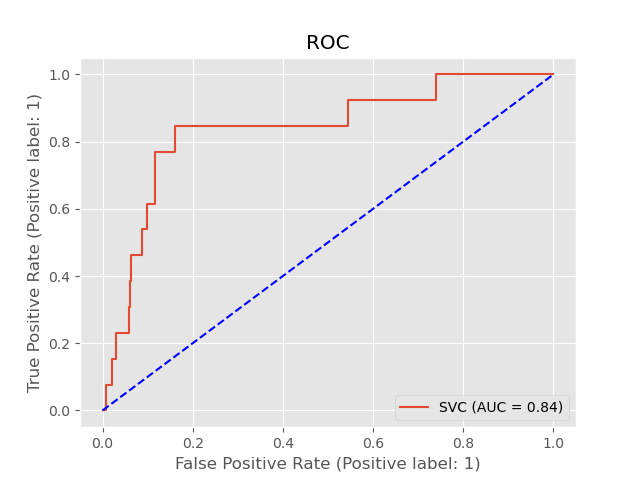 ROC
True Positive Rate (Positive label: 1)
1.0
0.8
0.6
0.4
0.2
0.0
SVC (AUC = 0.84)
0.0 0.2 0.4 0.6 0.8 1.0
False Positive Rate (Positive label: 1)